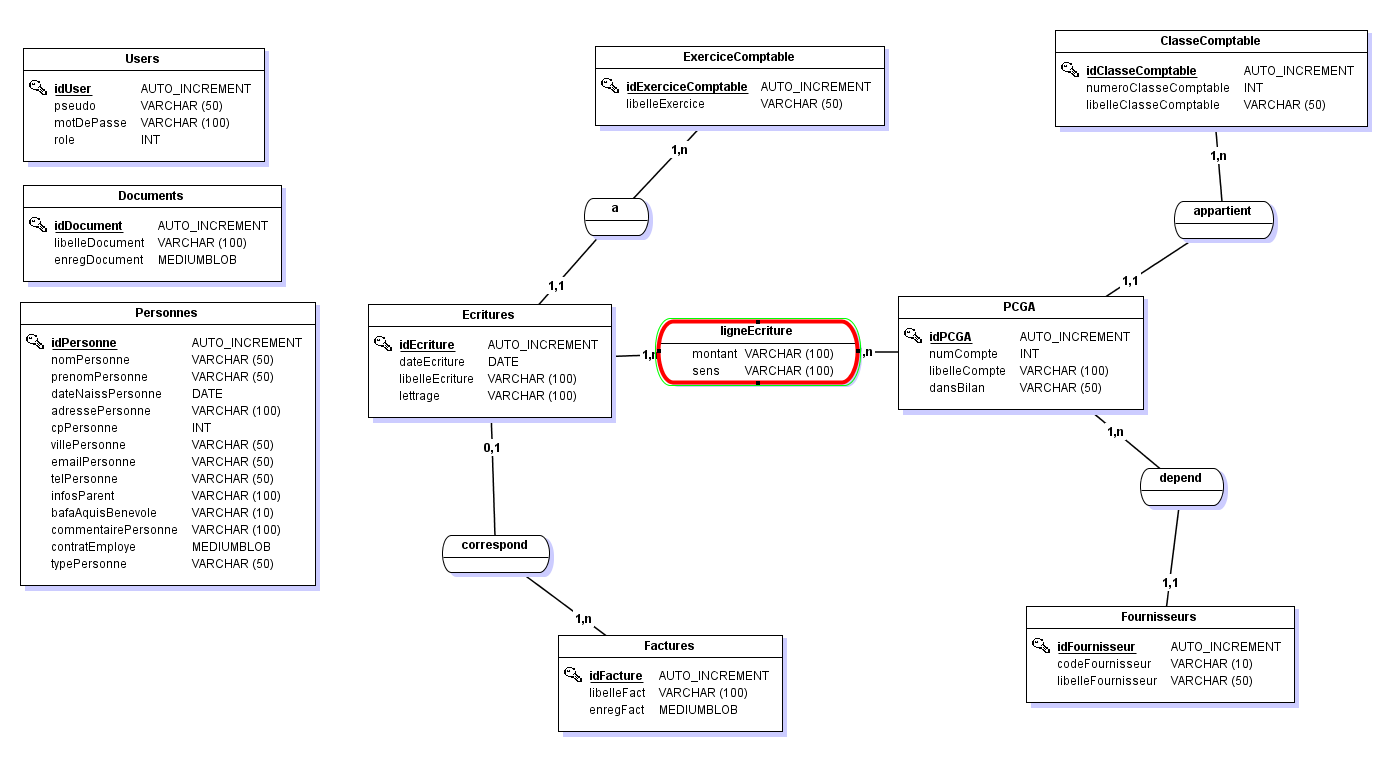 Users
idUser AUTO_INCREMENT
pseudo VARCHAR (50)
motDePasse VARCHAR (100)
role INT
Documents
idDocument AUTO_INCREMENT
libelleDocument VARCHAR (100)
enregDocument MEDIUMBLOB
Personnes
idPersonne AUTO_INCREMENT
nomPersonne VARCHAR (50)
prenomPersonne VARCHAR (50)
dateNaissPersonne DATE
adressePersonne VARCHAR (100)
cpPersonne INT
villePersonne VARCHAR (50)
emailPersonne VARCHAR (50)
telPersonne VARCHAR (50)
infosParent VARCHAR (100)
bafaAquisBenevole VARCHAR (10)
commentairePersonne VARCHAR (100)
contratEmploye MEDIUMBLOB
typePersonne VARCHAR (50)
ExerciceComptable
idExerciceComptable AUTO_INCREMENT
libelleExercice VARCHAR (50)
1,n
a
1,1
Ecritures
idEcriture AUTO_INCREMENT
dateEcriture DATE
libelleEcriture VARCHAR (100)
lettrage VARCHAR (100)
0,1
correspond
1,n
Factures
idFacture AUTO_INCREMENT
libelleFact VARCHAR (100)
enregFact MEDIUMBLOB
1,n
ligneEcriture
montant VARCHAR (100)
sens VARCHAR (100)
,n
ClasseComptable
idClasseComptable AUTO_INCREMENT
numeroClasseComptable INT
libelleClasseComptable VARCHAR (50)
1,n
appartient
1,1
PCGA
idPCGA AUTO_INCREMENT
numCompte INT
libelleCompte VARCHAR (100)
dansBilan VARCHAR (50)
1,n
depend
1,1
Fournisseurs
idFournisseur AUTO_INCREMENT
codeFournisseur VARCHAR (10)
libelleFournisseur VARCHAR (50)